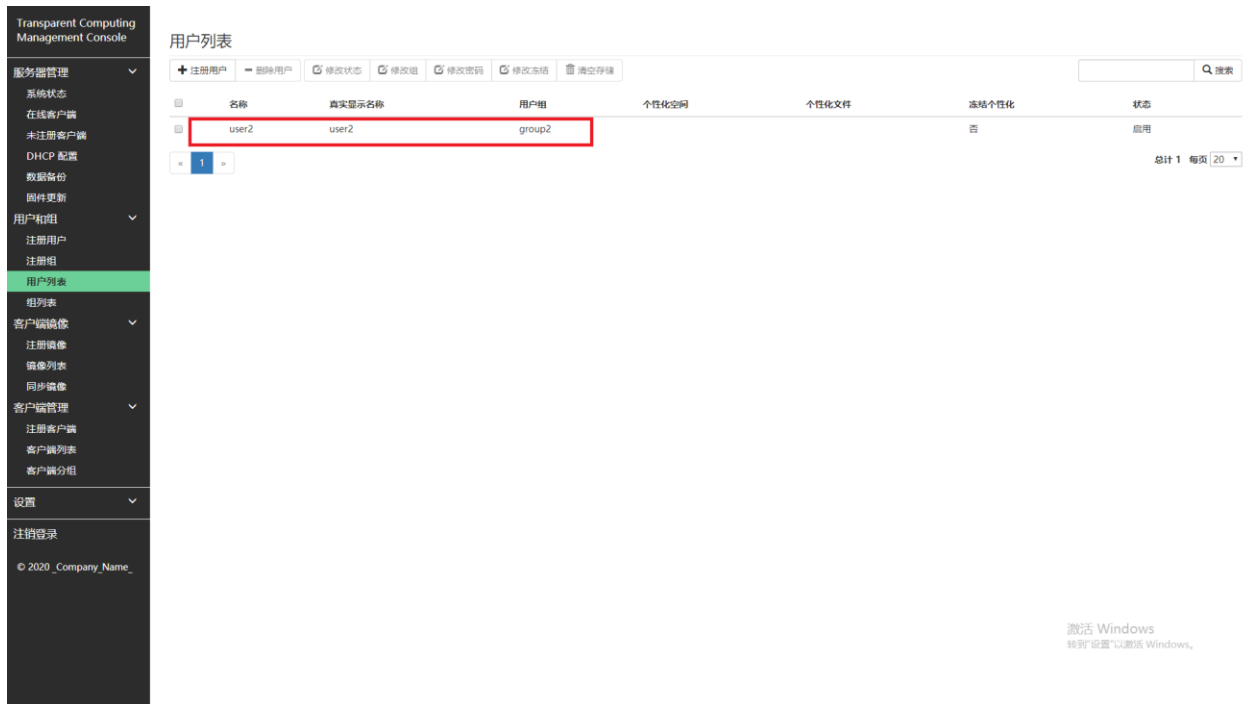 Transparent Computing
Management Console
服务器管理
系统状态
在线客户端
未注册客户端
DHCP 配置
数据备份
固件更新
用户和组
注册用户
注册组
用户列表
组列表
客户端镜像
注册镜像
镜像列表
同步镜像
客户端管理
注册客户端
客户端列表
客户端分组
设置
注销登录
© 2020 _Company_Name_
用户列表
注册用户 删除用户 修改状态 修改组 修改密码 修改冻结 清空存储 搜索
名称 真实显示名称 用户组 个性化空间 个性化文件 冻结个性化 状态
user2 user2 group2 否 启用
« 1 » 总计 1 每页 20
激活 Windows
转到"设置"以激活 Windows。